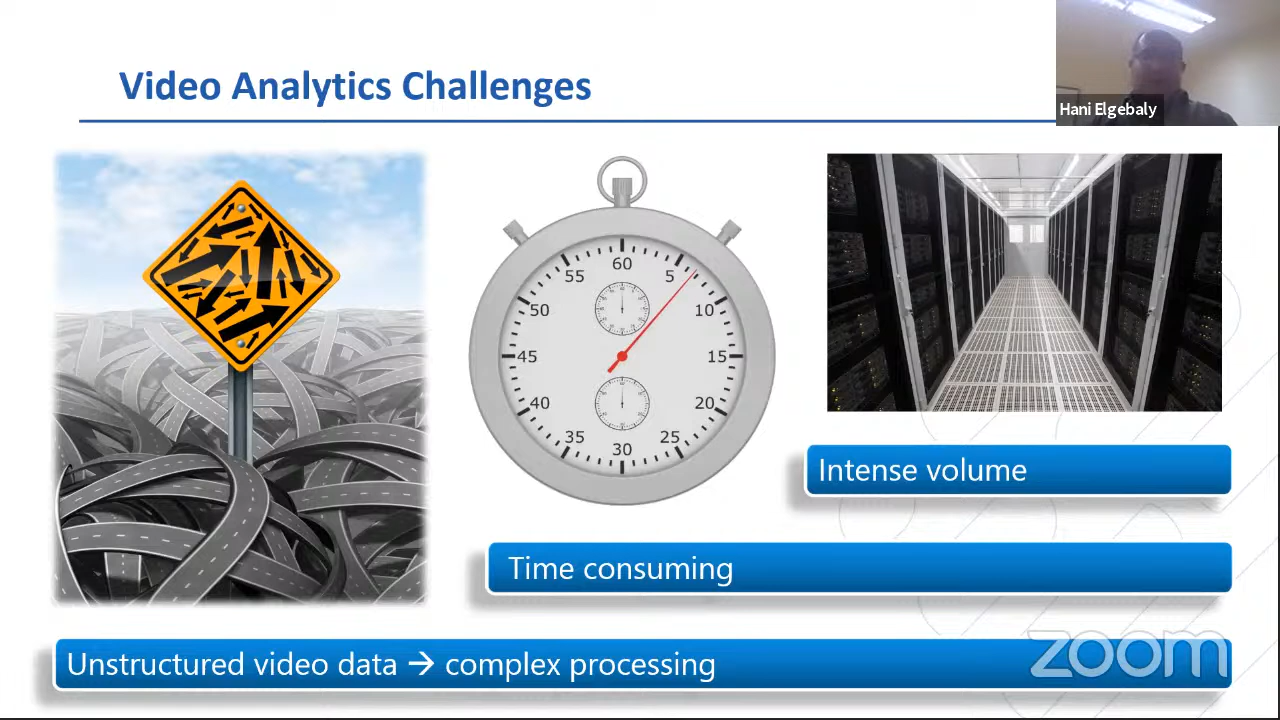 Video Analytics Challenges
Hani Elgebaly
60
5
10
15
20
25
30
35
40
45
50
55
Intense volume
Time consuming
Unstructured video data → complex processing
zoom